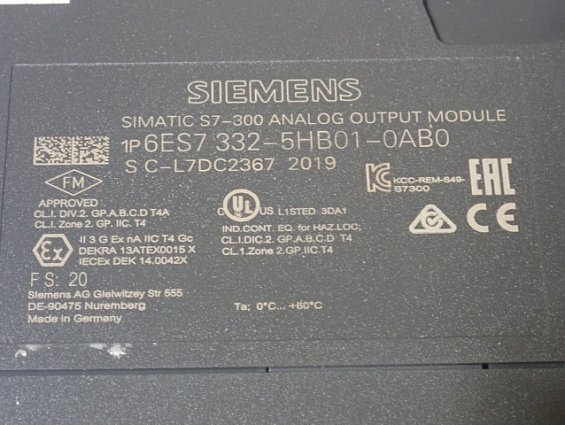 SIEMENS
SIMATIC S7-300 ANALOG OUTPUT MODULE
1P 6ES7 332-5HB01-0AB0
S C-L7DC2367 2019
FM
APPROVED
CL.I. DIV.2. GP.A.B.C.D T4A
CL.I. Zone 2. GP. IIC. T4
C UL US LISTED 3DA1
IND.CONT. EQ. for HAZ.LOC;
CL.I.DIC.2. GP.A.B.C.D T4
CL.1.Zone 2.GP.IIC.T4
KCC-REM-S49-
S7300
EAC
CE
Ex
II 3 G Ex nA IIC T4 Gc
DEKRA 13ATEX0015 X
IECEx DEK 14.0042X
F S: 20
Siemens AG Gleiwitzey Str 555
DE-90475 Nuremberg
Made in Germany
Ta; 0°C... +60°C